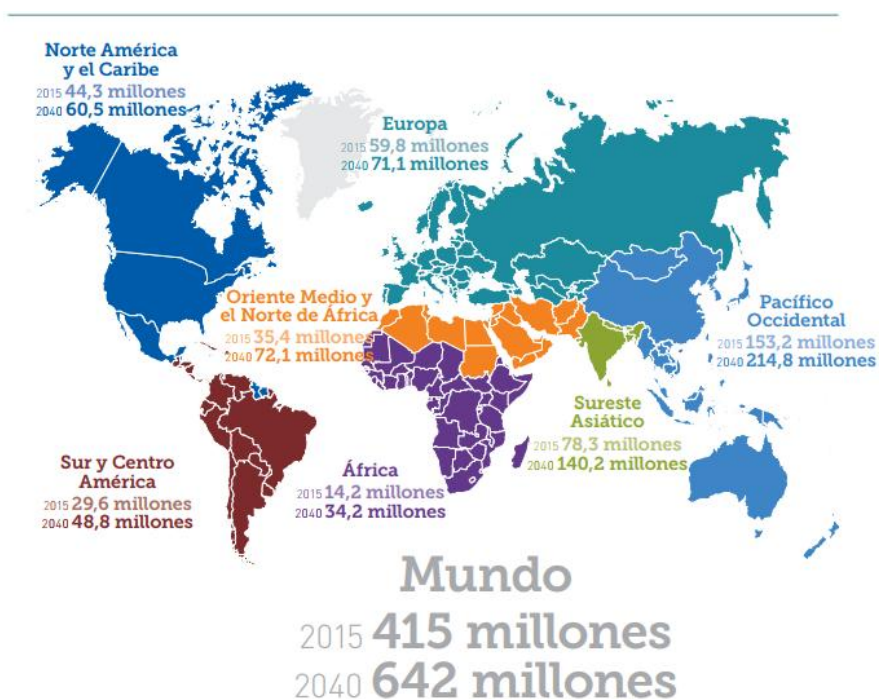 Norte América
y el Caribe
2015 44,3 millones
2040 60,5 millones
Europa
2015 59,8 millones
2040 71,1 millones
Oriente Medio y
el Norte de África
2015 35,4 millones
2040 72,1 millones
Pacífico
Occidental
2015 153,2 millones
2040 214,8 millones
Sureste
Asiático
2015 78,3 millones
2040 140,2 millones
Sur y Centro
América
2015 29,6 millones
2040 48,8 millones
África
2015 14,2 millones
2040 34,2 millones
Mundo
2015 415 millones
2040 642 millones